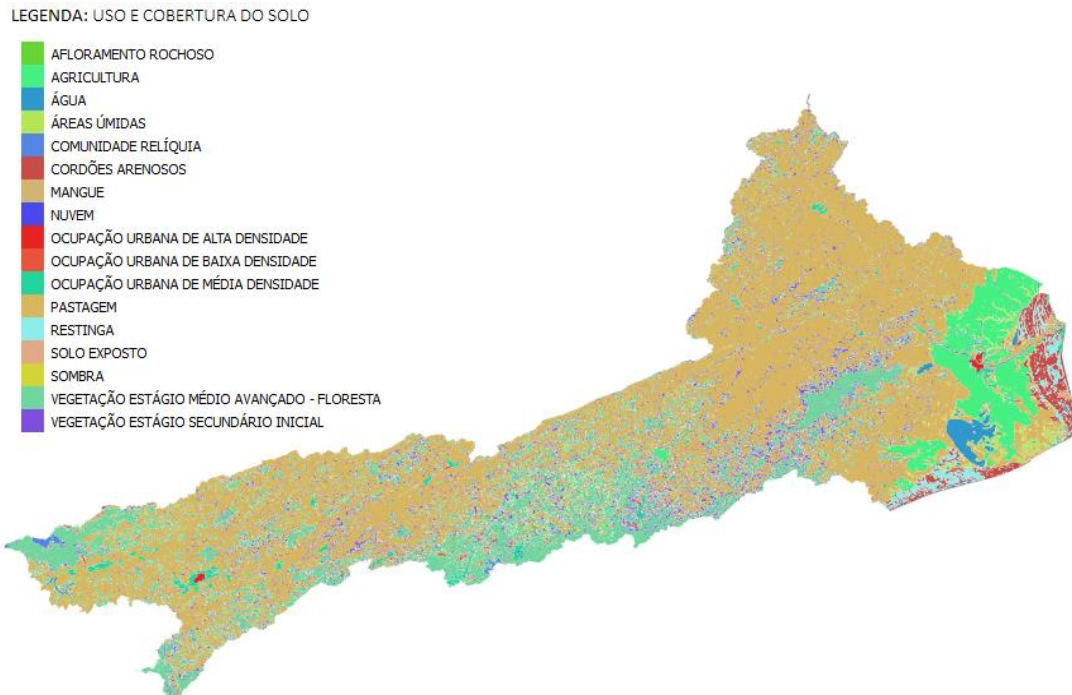 LEGENDA: USO E COBERTURA DO SOLO
AFLORAMENTO ROCHOSO
AGRICULTURA
ÁGUA
ÁREAS ÚMIDAS
COMUNIDADE RELÍQUIA
CORDÕES ARENOSOS
MANGUE
NUVEM
OCUPAÇÃO URBANA DE ALTA DENSIDADE
OCUPAÇÃO URBANA DE BAIXA DENSIDADE
OCUPAÇÃO URBANA DE MÉDIA DENSIDADE
PASTAGEM
RESTINGA
SOLO EXPOSTO
SOMBRA
VEGETAÇÃO ESTÁGIO MÉDIO AVANÇADO - FLORESTA
VEGETAÇÃO ESTÁGIO SECUNDÁRIO INICIAL